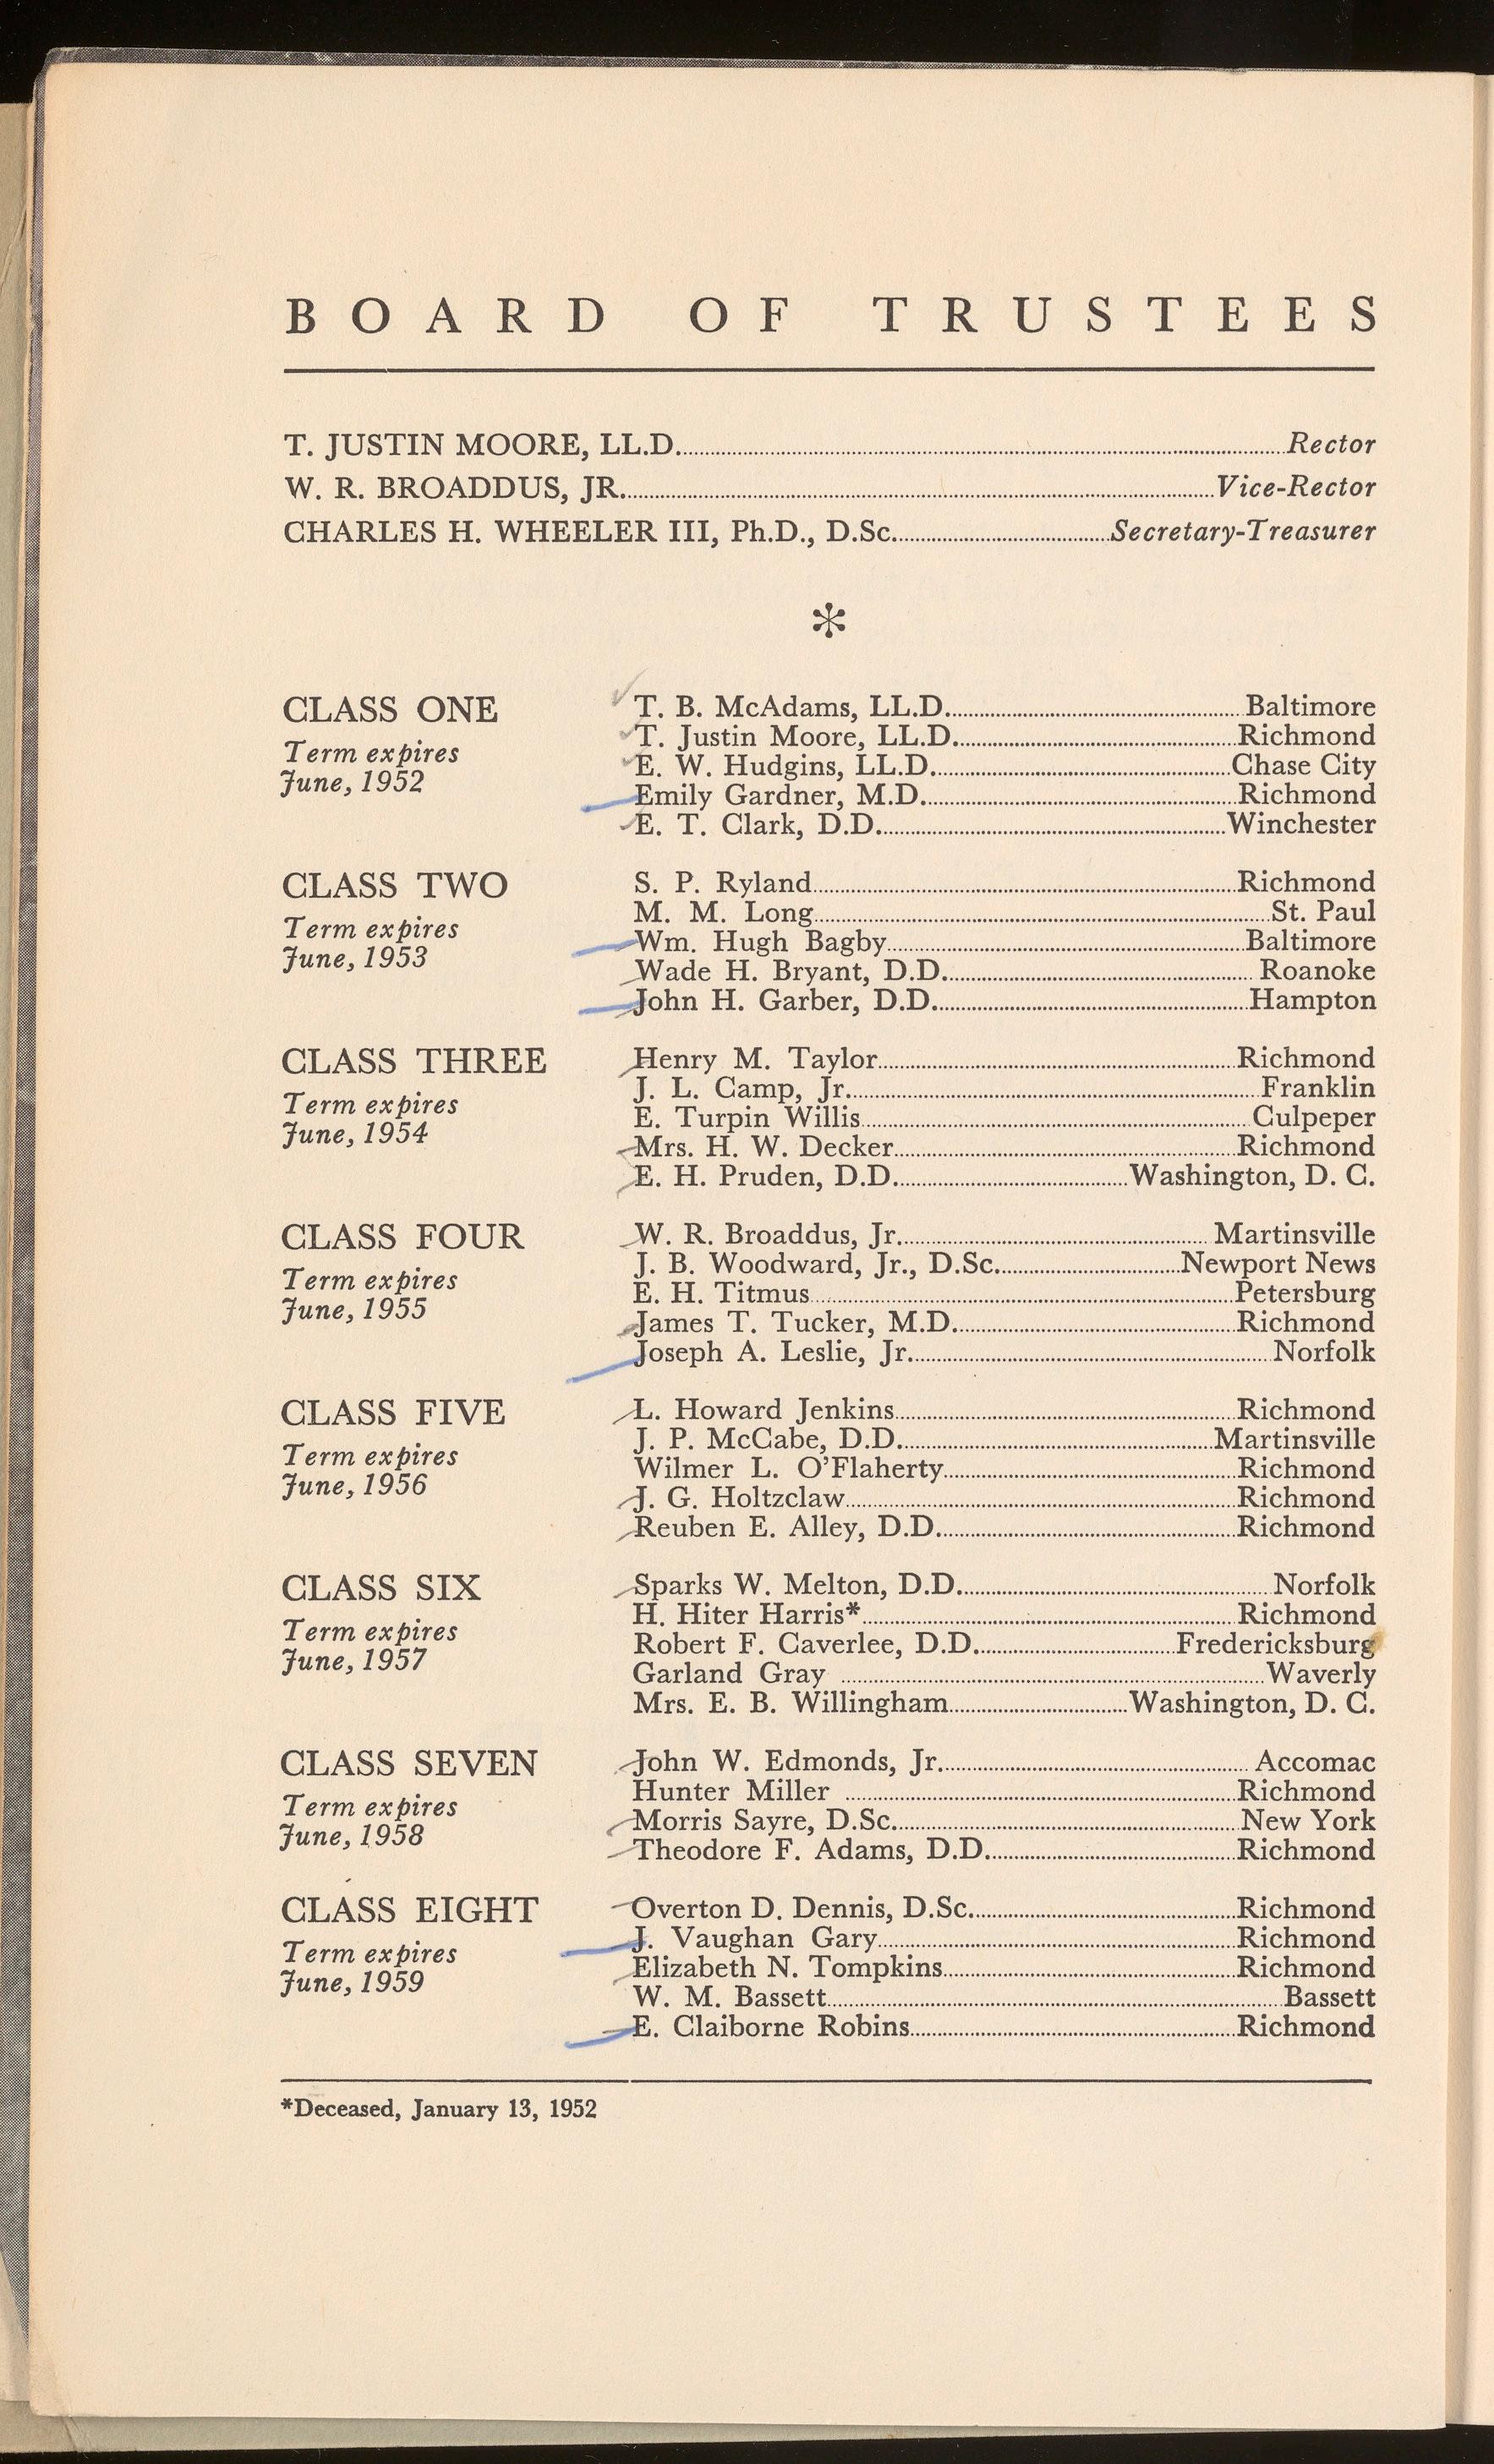 BOARD OF TRUSTEES
T. JUSTIN MOORE, LL.D. Rector
W. R. BROADDUS, JR. Vice-Rector
CHARLES H. WHEELER III, Ph.D., D.Sc. Secretary-Treasurer
*
CLASS ONE
Term expires
June, 1952
T. B. McAdams, LL.D. Baltimore
T. Justin Moore, LL.D. Richmond
E. W. Hudgins, LL.D. Chase City
Emily Gardner, M.D. Richmond
E. T. Clark, D.D. Winchester
CLASS TWO
Term expires
June, 1953
S. P. Ryland Richmond
M. M. Long St. Paul
Wm. Hugh Bagby Baltimore
Wade H. Bryant, D.D. Roanoke
John H. Garber, D.D. Hampton
CLASS THREE
Term expires
June, 1954
Henry M. Taylor Richmond
J. L. Camp, Jr. Franklin
E. Turpin Willis Culpeper
Mrs. H. W. Decker Richmond
E. H. Pruden, D.D. Washington, D. C.
CLASS FOUR
Term expires
June, 1955
W. R. Broaddus, Jr. Martinsville
J. B. Woodward, Jr., D.Sc. Newport News
E. H. Titmus Petersburg
James T. Tucker, M.D. Richmond
Joseph A. Leslie, Jr. Norfolk
CLASS FIVE
Term expires
June, 1956
L. Howard Jenkins Richmond
J. P. McCabe, D.D. Martinsville
Wilmer L. O'Flaherty Richmond
J. G. Holtzclaw Richmond
Reuben E. Alley, D.D. Richmond
CLASS SIX
Term expires
June, 1957
Sparks W. Melton, D.D. Norfolk
H. Hiter Harris* Richmond
Robert F. Caverlee, D.D. Fredericksburg
Garland Gray Waverly
Mrs. E. B. Willingham Washington, D. C.
CLASS SEVEN
Term expires
June, 1958
John W. Edmonds, Jr. Accomac
Hunter Miller Richmond
Morris Sayre, D.Sc. New York
Theodore F. Adams, D.D. Richmond
CLASS EIGHT
Term expires
June, 1959
Overton D. Dennis, D.Sc. Richmond
J. Vaughan Gary Richmond
Elizabeth N. Tompkins Richmond
W. M. Bassett Bassett
E. Claiborne Robins Richmond
*Deceased, January 13, 1952